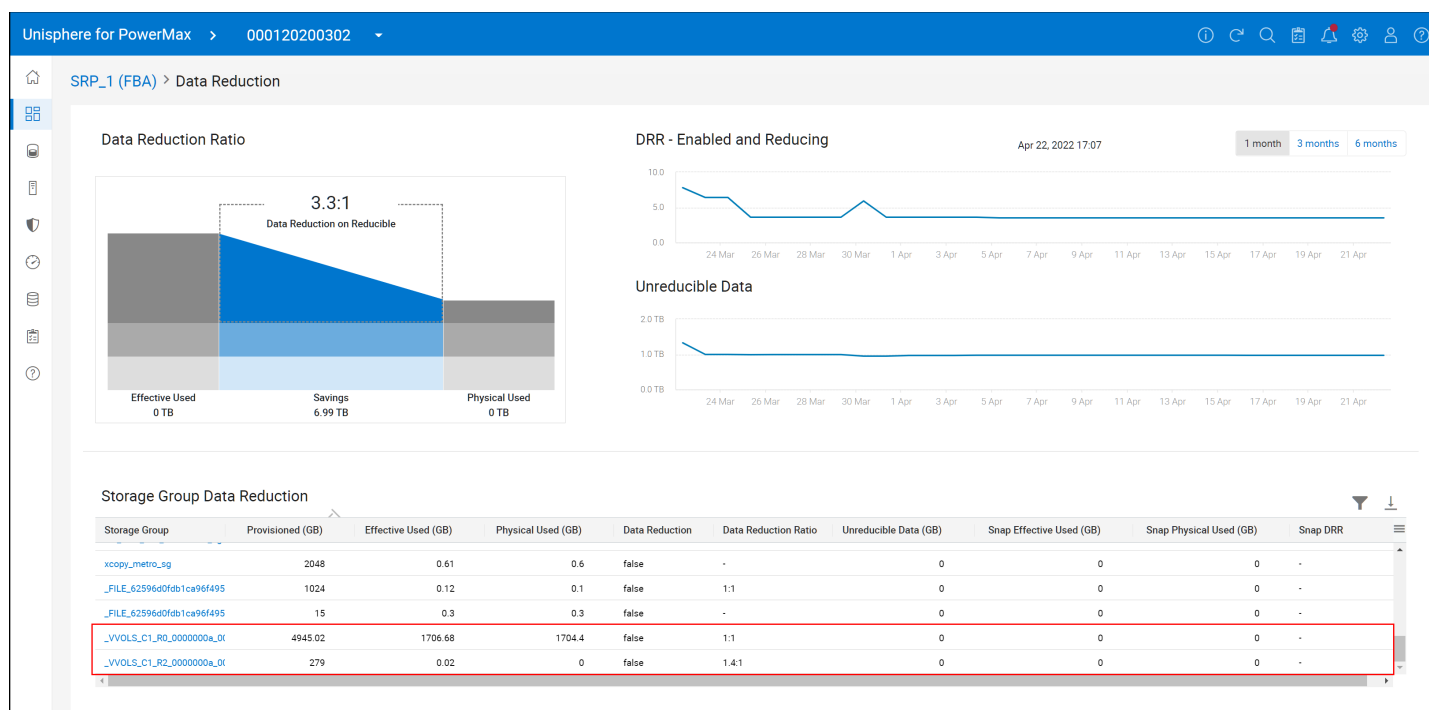 Unisphere for PowerMax > 000120200302
SRP_1 (FBA) > Data Reduction
Data Reduction Ratio
3.3:1
Data Reduction on Reducible
Effective Used Savings Physical Used
0 TB 6.99 TB 0 TB
DRR - Enabled and Reducing Apr 22, 2022 17:07 1 month 3 months 6 months
10.0
5.0
0.0
24 Mar 26 Mar 28 Mar 30 Mar 1 Apr 3 Apr 5 Apr 7 Apr 9 Apr 11 Apr 13 Apr 15 Apr 17 Apr 19 Apr 21 Apr
Unreducible Data
2.0 TB
1.0 TB
0.0 TB
24 Mar 26 Mar 28 Mar 30 Mar 1 Apr 3 Apr 5 Apr 7 Apr 9 Apr 11 Apr 13 Apr 15 Apr 17 Apr 19 Apr 21 Apr
Storage Group Data Reduction
Storage Group Provisioned (GB) Effective Used (GB) Physical Used (GB) Data Reduction Data Reduction Ratio Unreducible Data (GB) Snap Effective Used (GB) Snap Physical Used (GB) Snap DRR
xcopy_metro_sg 2048 0.61 0.6 false - 0 0 0 -
_FILE_62596d0fdb1ca96f495 1024 0.12 0.1 false 1:1 0 0 0 -
_FILE_62596d0fdb1ca96f495 15 0.3 0.3 false - 0 0 0 -
_VVOLS_C1_R0_0000000a_0( 4945.02 1706.68 1704.4 false 1:1 0 0 0 -
_VVOLS_C1_R2_0000000a_0( 279 0.02 0 false 1.4:1 0 0 0 -